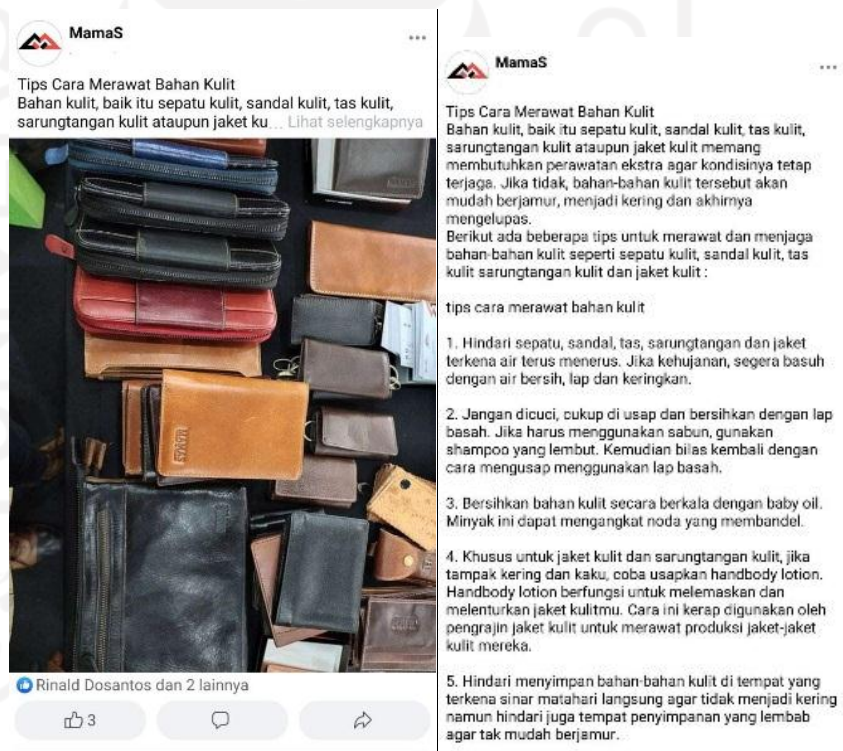 MamaS
Tips Cara Merawat Bahan Kulit
Bahan kulit, baik itu sepatu kulit, sandal kulit, tas kulit,
sarungtangan kulit ataupun jaket ku... Lihat selengkapnya
Rinald Dosantos dan 2 lainnya
3
MamaS
Tips Cara Merawat Bahan Kulit
Bahan kulit, baik itu sepatu kulit, sandal kulit, tas kulit,
sarungtangan kulit ataupun jaket kulit memang
membutuhkan perawatan ekstra agar kondisinya tetap
terjaga. Jika tidak, bahan-bahan kulit tersebut akan
mudah berjamur, menjadi kering dan akhirnya
mengelupas.
Berikut ada beberapa tips untuk merawat dan menjaga
bahan-bahan kulit seperti sepatu kulit, sandal kulit, tas
kulit sarungtangan kulit dan jaket kulit :
tips cara merawat bahan kulit
1. Hindari sepatu, sandal, tas, sarungtangan dan jaket
terkena air terus menerus. Jika kehujanan, segera basuh
dengan air bersih, lap dan keringkan.
2. Jangan dicuci, cukup di usap dan bersihkan dengan lap
basah. Jika harus menggunakan sabun, gunakan
shampoo yang lembut. Kemudian bilas kembali dengan
cara mengusap menggunakan lap basah.
3. Bersihkan bahan kulit secara berkala dengan baby oil.
Minyak ini dapat mengangkat noda yang membandel.
4. Khusus untuk jaket kulit dan sarungtangan kulit, jika
tampak kering dan kaku, coba usapkan handbody lotion.
Handbody lotion berfungsi untuk melemaskan dan
melenturkan jaket kulitmu. Cara ini kerap digunakan oleh
pengrajin jaket kulit untuk merawat produksi jaket-jaket
kulit mereka.
5. Hindari menyimpan bahan-bahan kulit di tempat yang
terkena sinar matahari langsung agar tidak menjadi kering
namun hindari juga tempat penyimpanan yang lembab
agar tak mudah berjamur.